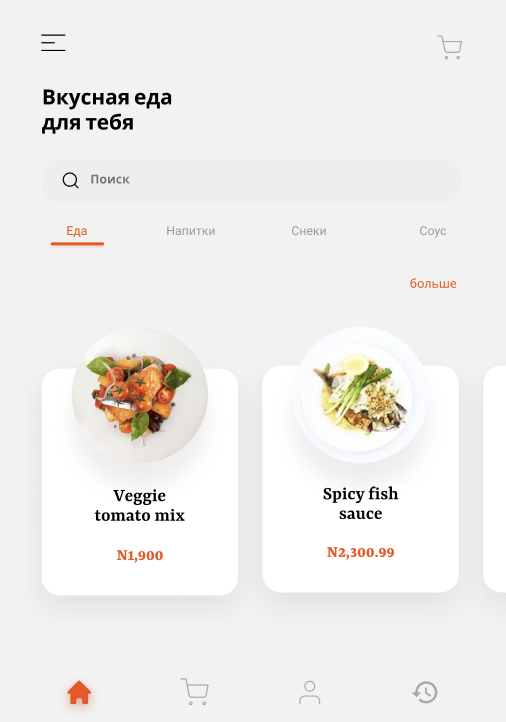 Вкусная еда
для тебя
Поиск
Еда
Напитки
Снеки
Соус
больше
Veggie
tomato mix
N1,900
Spicy fish
sauce
N2,300.99